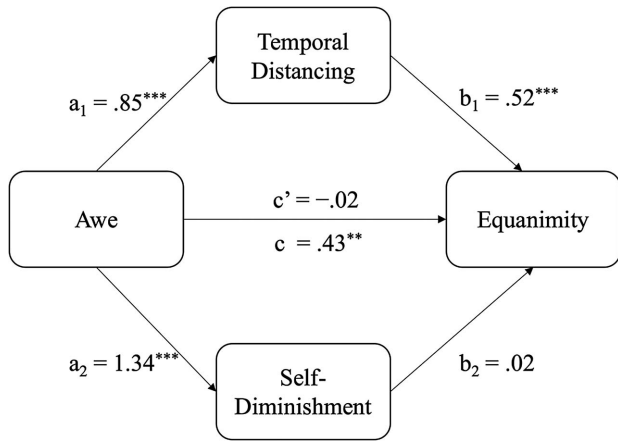 Temporal
Distancing
a₁ = .85***
b₁ = .52***
Awe
c’ = −.02
c = .43**
Equanimity
a₂ = 1.34***
b₂ = .02
Self-
Diminishment